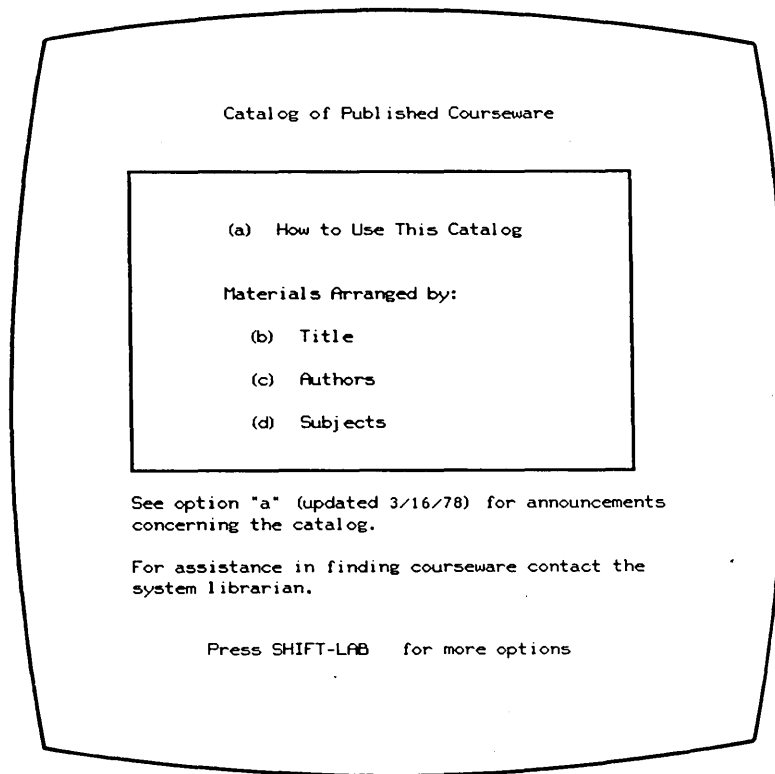 Catalog of Published Courseware
(a) How to Use This Catalog
Materials Arranged by:
(b) Title
(c) Authors
(d) Subjects
See option "a" (updated 3/16/78) for announcements
concerning the catalog.
For assistance in finding courseware contact the
system librarian.
Press SHIFT-LAB for more options